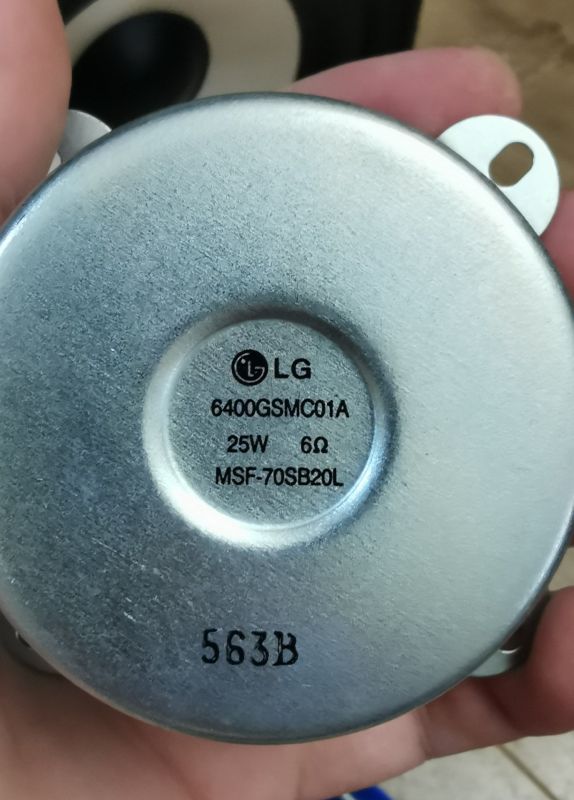 LG
6400GSMC01A
25W 6Ω
MSF-70SB20L
563B